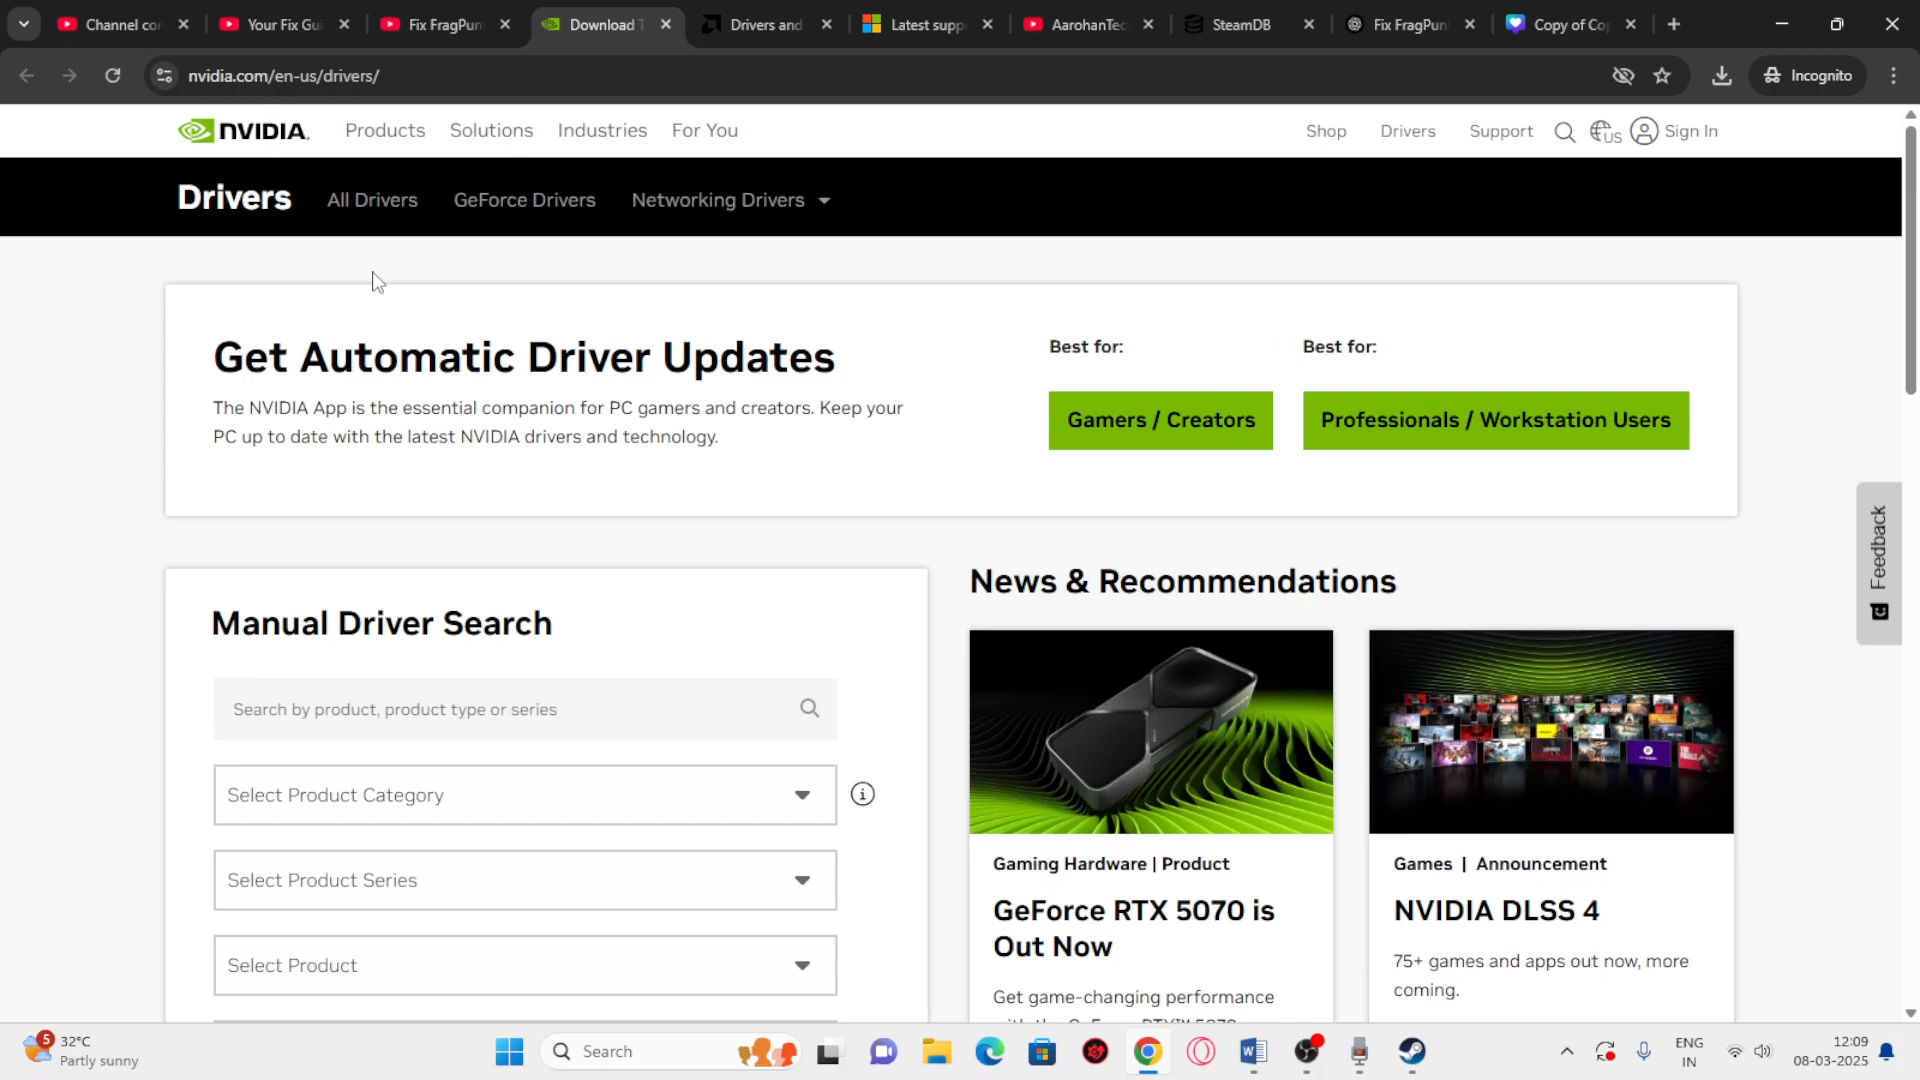 Channel con
Your Fix Gui
Fix FragPun
Download T
Drivers and
Latest supp
AarohanTec
SteamDB
Fix FragPun
Copy of Co
nvidia.com/en-us/drivers/
Incognito
NVIDIA.
Products
Solutions
Industries
For You
Shop
Drivers
Support
US
Sign In
Drivers
All Drivers
GeForce Drivers
Networking Drivers
Get Automatic Driver Updates
The NVIDIA App is the essential companion for PC gamers and creators. Keep your
PC up to date with the latest NVIDIA drivers and technology.
Best for:
Gamers / Creators
Best for:
Professionals / Workstation Users
Feedback
Manual Driver Search
Search by product, product type or series
Select Product Category
Select Product Series
Select Product
News & Recommendations
Gaming Hardware | Product
GeForce RTX 5070 is
Out Now
Get game-changing performance
Games | Announcement
NVIDIA DLSS 4
75+ games and apps out now, more
coming.
5
32°C
Partly sunny
Search
ENG
IN
12:09
08-03-2025